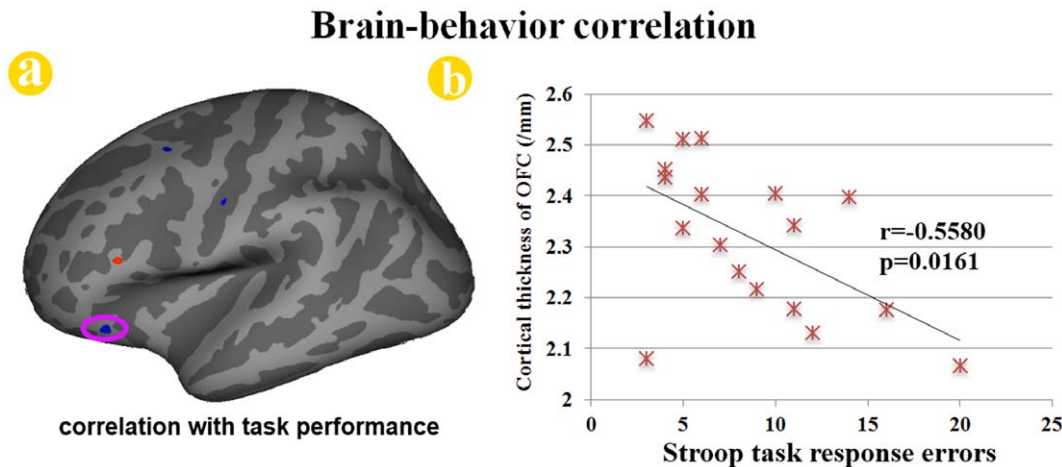 Brain-behavior correlation
a
correlation with task performance
b
Cortical thickness of OFC (/mm)
2.6
2.5
2.4
2.3
2.2
2.1
2
r=-0.5580
p=0.0161
0 5 10 15 20 25
Stroop task response errors